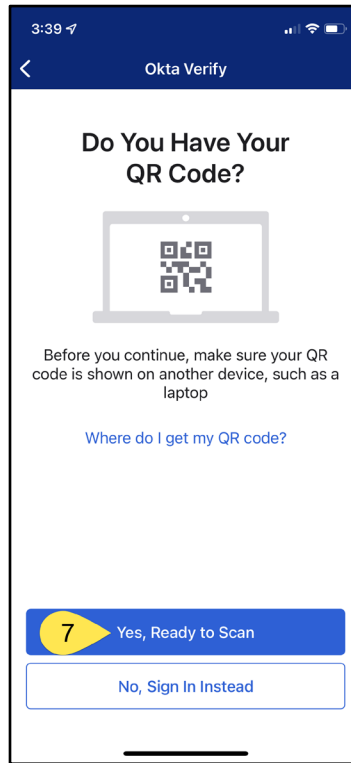 3:39
Okta Verify
Do You Have Your
QR Code?
Before you continue, make sure your QR
code is shown on another device, such as a
laptop
Where do I get my QR code?
7 Yes, Ready to Scan
No, Sign In Instead